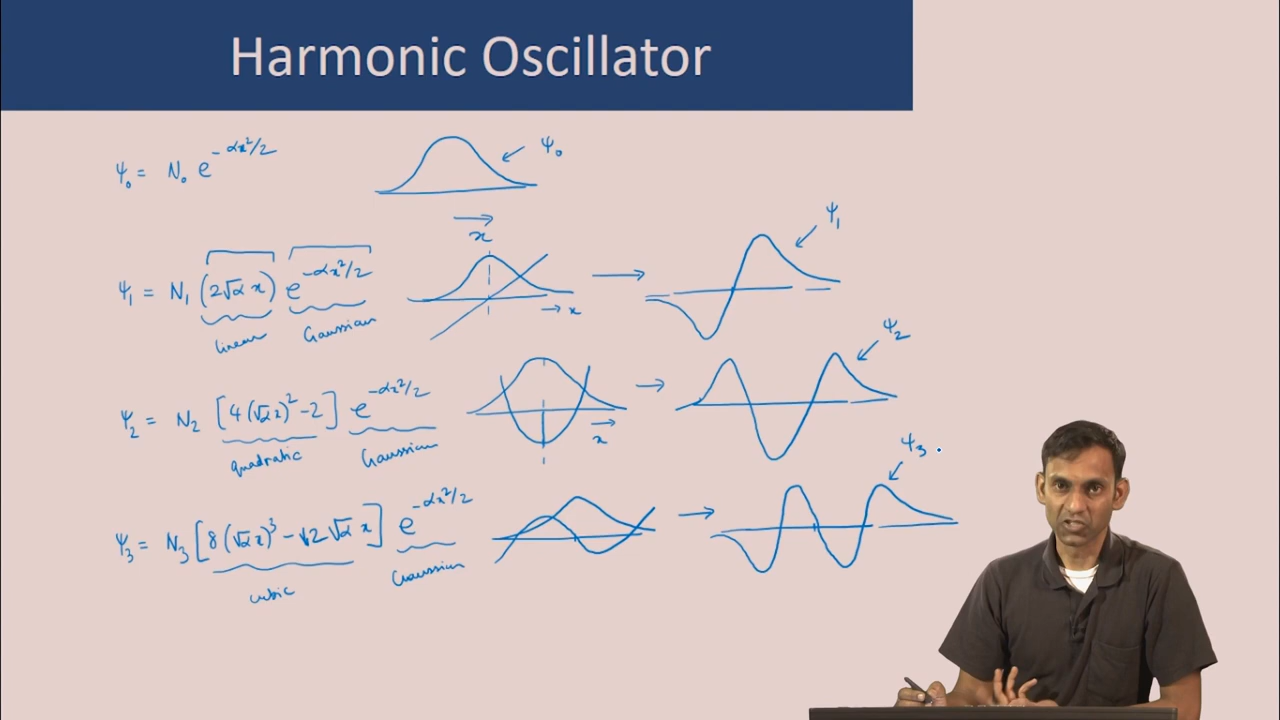 Harmonic Oscillator
ψ₀ = N₀ e^(-αx²/2)
ψ₀
x
ψ₁
ψ₁ = N₁ (2√α x) e^(-αx²/2)
x
linear Gaussian
ψ₂
ψ₂ = N₂ [4(√α x)² - 2] e^(-αx²/2)
x
quadratic Gaussian
ψ₃
ψ₃ = N₃ [8(√α x)³ - 12√α x] e^(-αx²/2)
cubic Gaussian